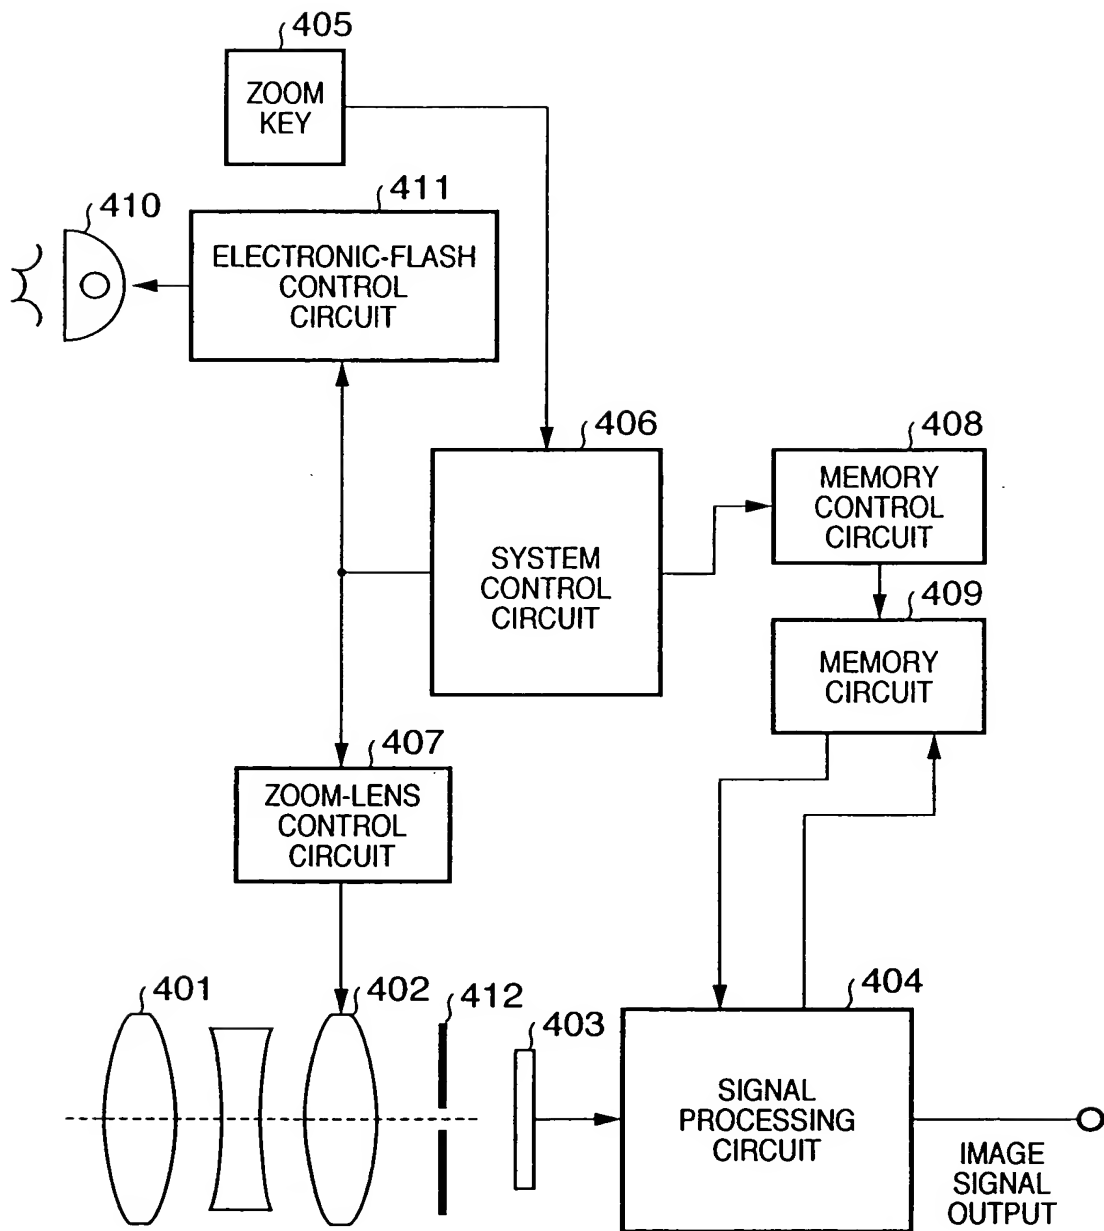 405
ZOOM
KEY
410
411
ELECTRONIC-FLASH
CONTROL
CIRCUIT
406
SYSTEM
CONTROL
CIRCUIT
408
MEMORY
CONTROL
CIRCUIT
409
MEMORY
CIRCUIT
407
ZOOM-LENS
CONTROL
CIRCUIT
401
402
412
403
404
SIGNAL
PROCESSING
CIRCUIT
IMAGE
SIGNAL
OUTPUT